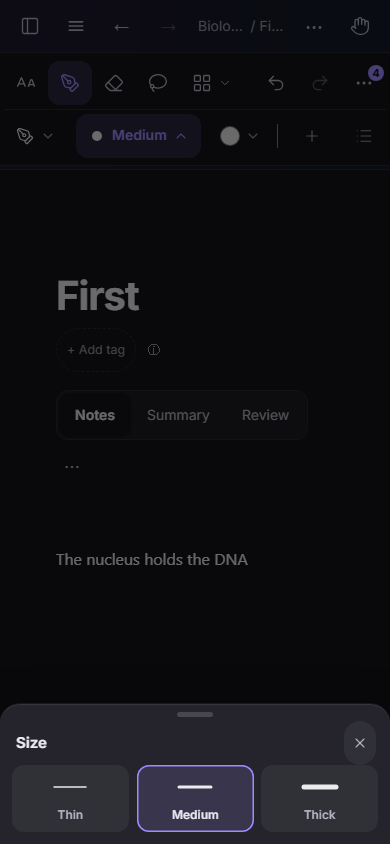 Biolo... / Fi...
AA
4
Medium
First
+ Add tag
Notes Summary Review
The nucleus holds the DNA
Size
Thin Medium Thick